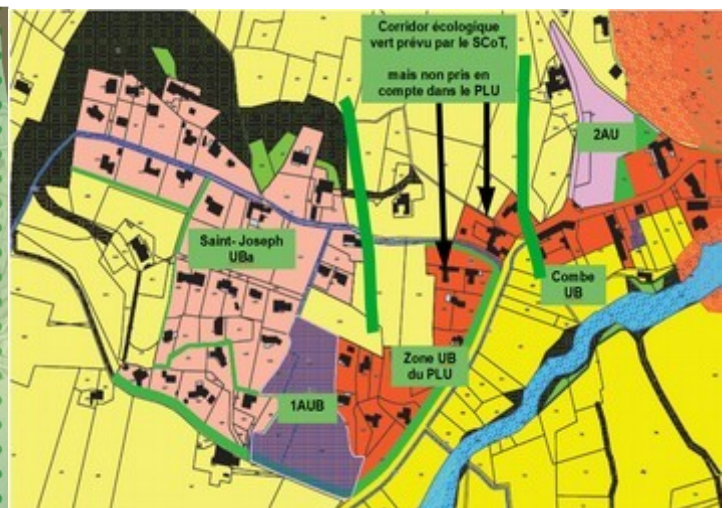 Corridor écologique
vert prévu par le SCoT,
mais non pris en
compte dans le PLU
2AU
Saint- Joseph
UBa
Combe
UB
Zone UB
du PLU
1AUB